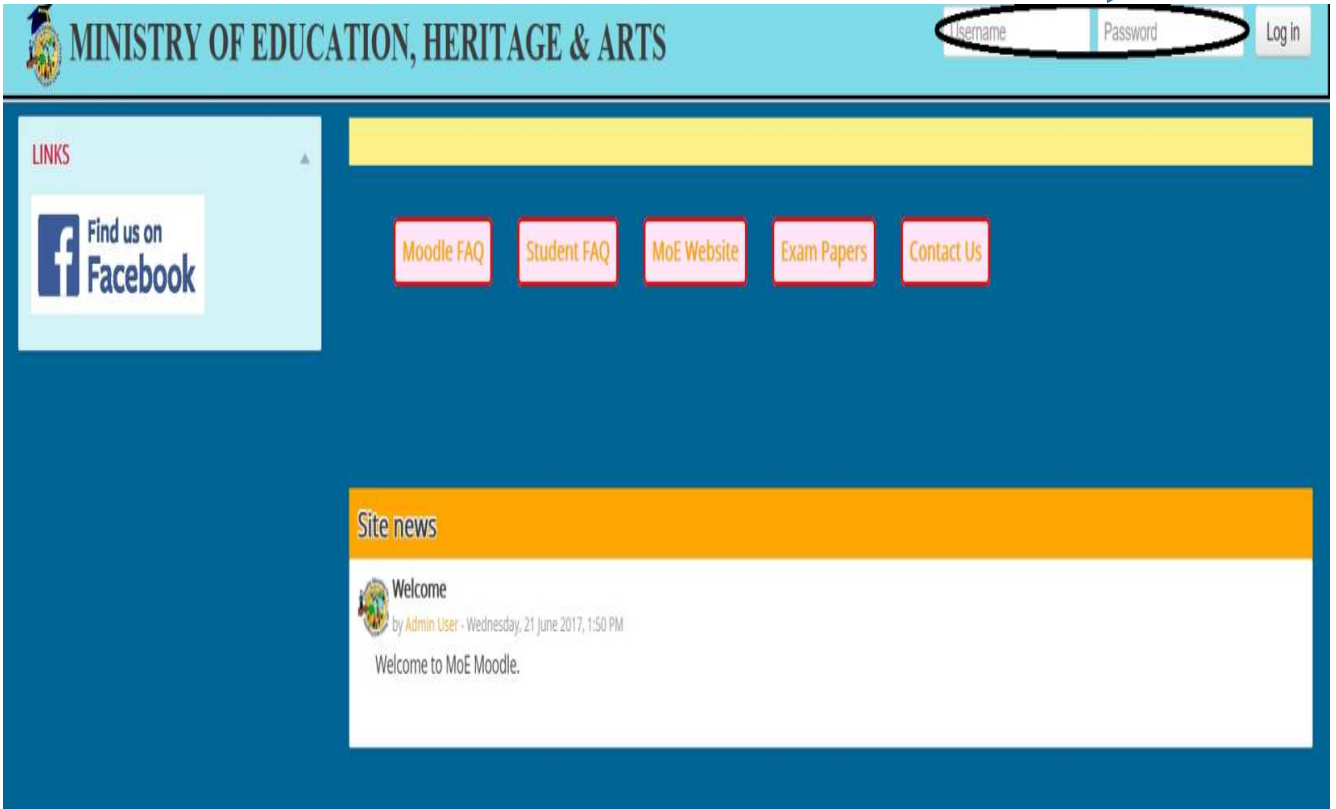 MINISTRY OF EDUCATION, HERITAGE & ARTS
Username Password Log in
LINKS
Find us on
Facebook
Moodle FAQ Student FAQ MoE Website Exam Papers Contact Us
Site news
Welcome
by Admin User - Wednesday, 21 June 2017, 1:50 PM
Welcome to MoE Moodle.